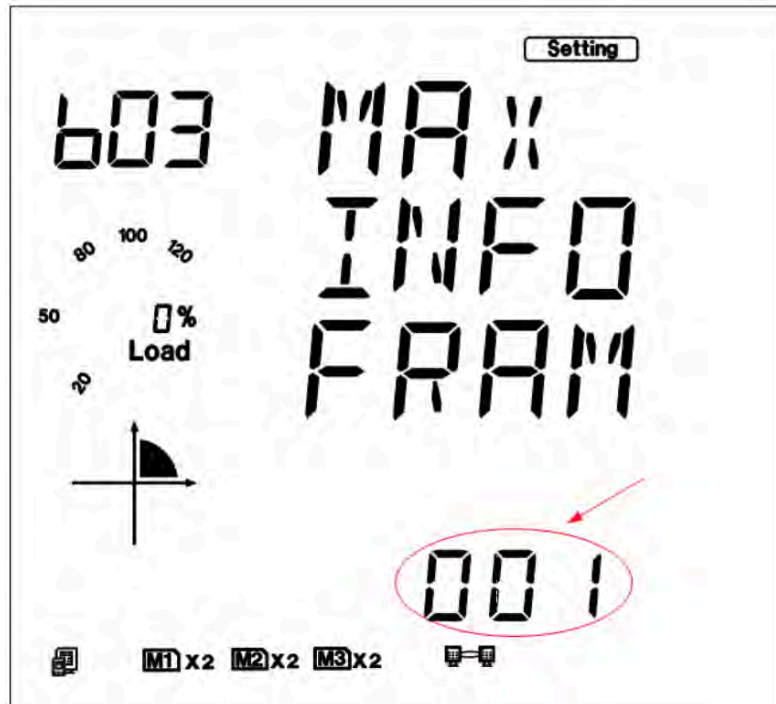 Setting
b03 MAX
INFO
FRAM
20 50 80 100 120
0%
Load
001
M1 X2 M2 X2 M3 X2